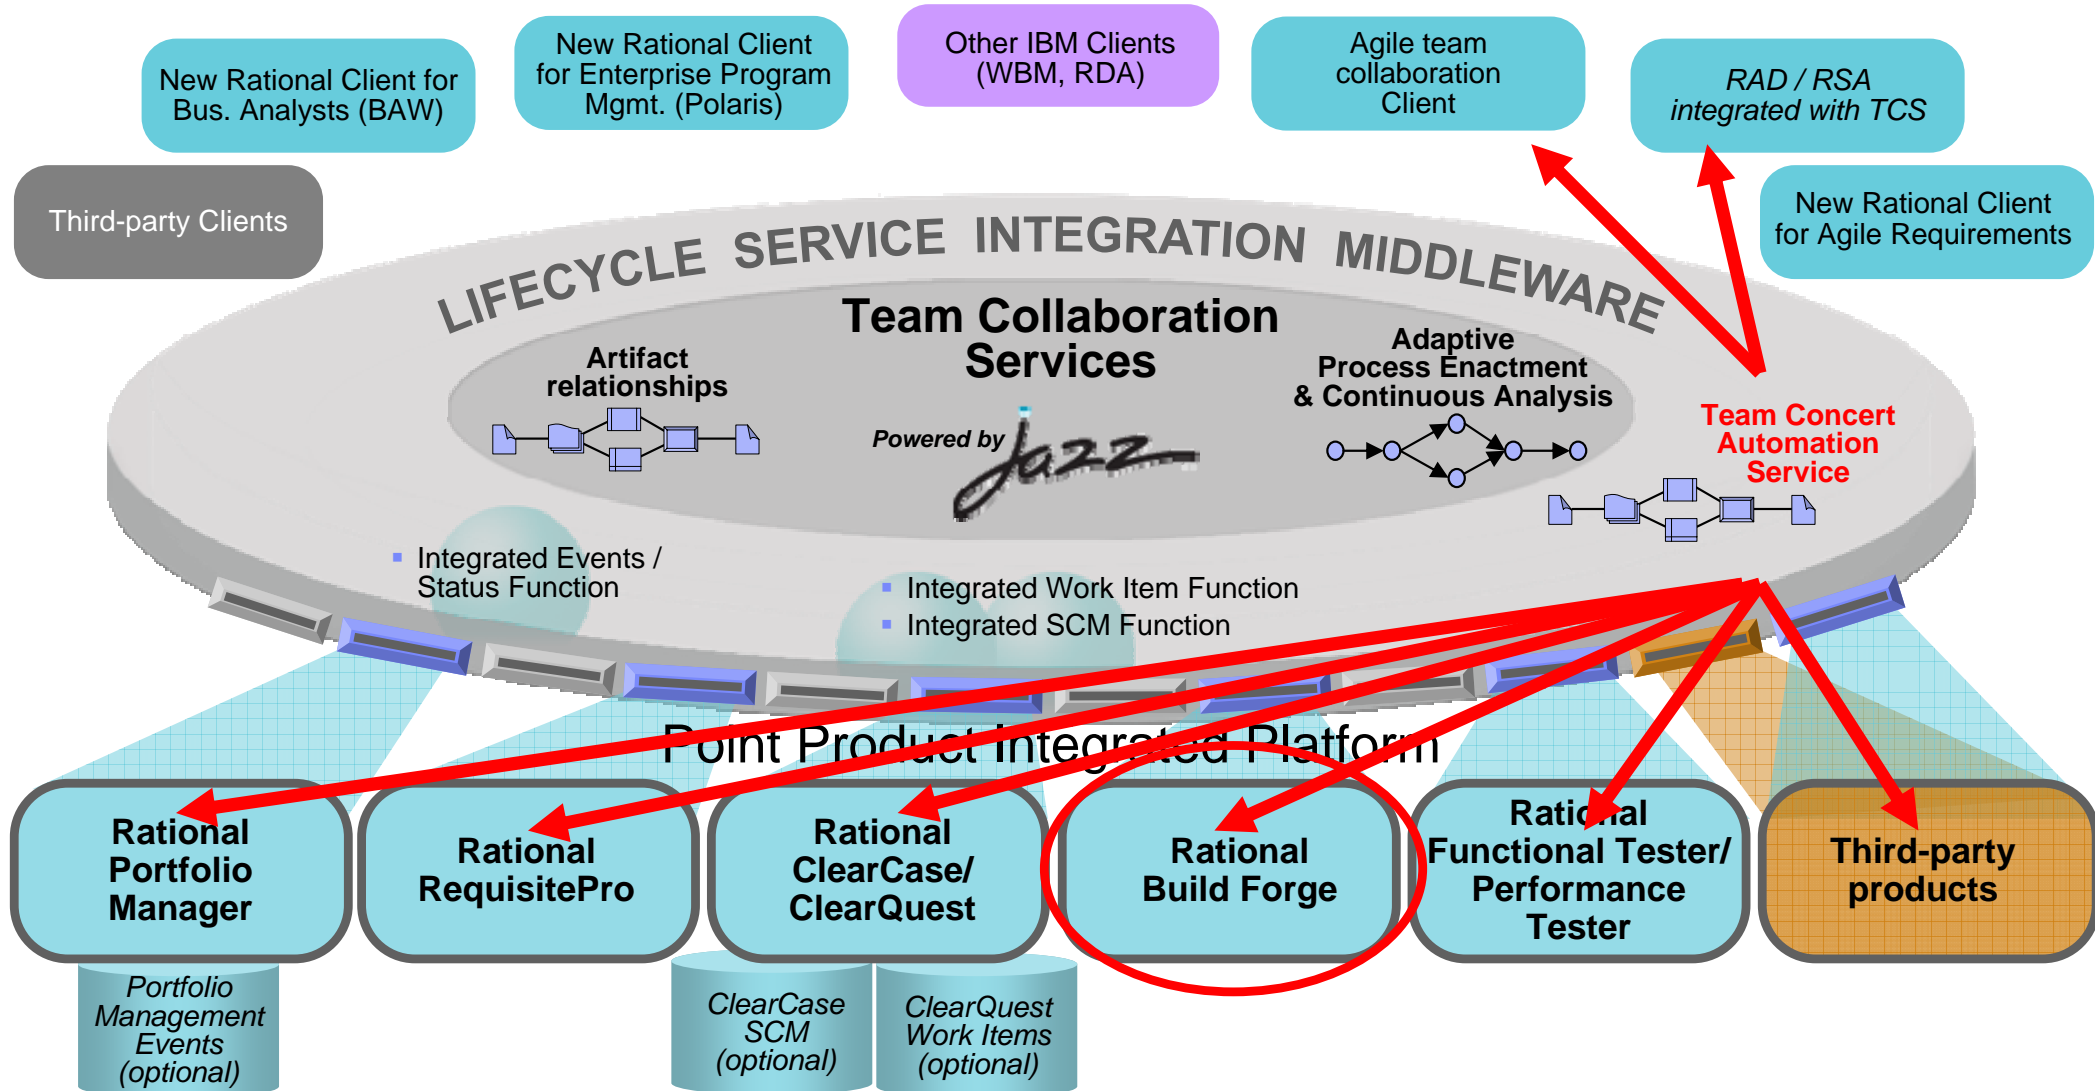 New Rational Client for
Bus. Analysts (BAW)
New Rational Client
for Enterprise Program
Mgmt. (Polaris)
Other IBM Clients
(WBM, RDA)
Agile team
collaboration
Client
RAD / RSA
integrated with TCS
Third-party Clients
New Rational Client
for Agile Requirements
LIFECYCLE SERVICE INTEGRATION MIDDLEWARE
Team Collaboration
Services
Artifact
relationships
Powered by
Jazz
Adaptive
Process Enactment
& Continuous Analysis
Team Concert
Automation
Service
▪ Integrated Events /
Status Function
▪ Integrated Work Item Function
▪ Integrated SCM Function
Point Product Integrated Platform
Rational
Portfolio
Manager
Rational
RequisitePro
Rational
ClearCase/
ClearQuest
Rational
Build Forge
Rational
Functional Tester/
Performance
Tester
Third-party
products
Portfolio
Management
Events
(optional)
ClearCase
SCM
(optional)
ClearQuest
Work Items
(optional)